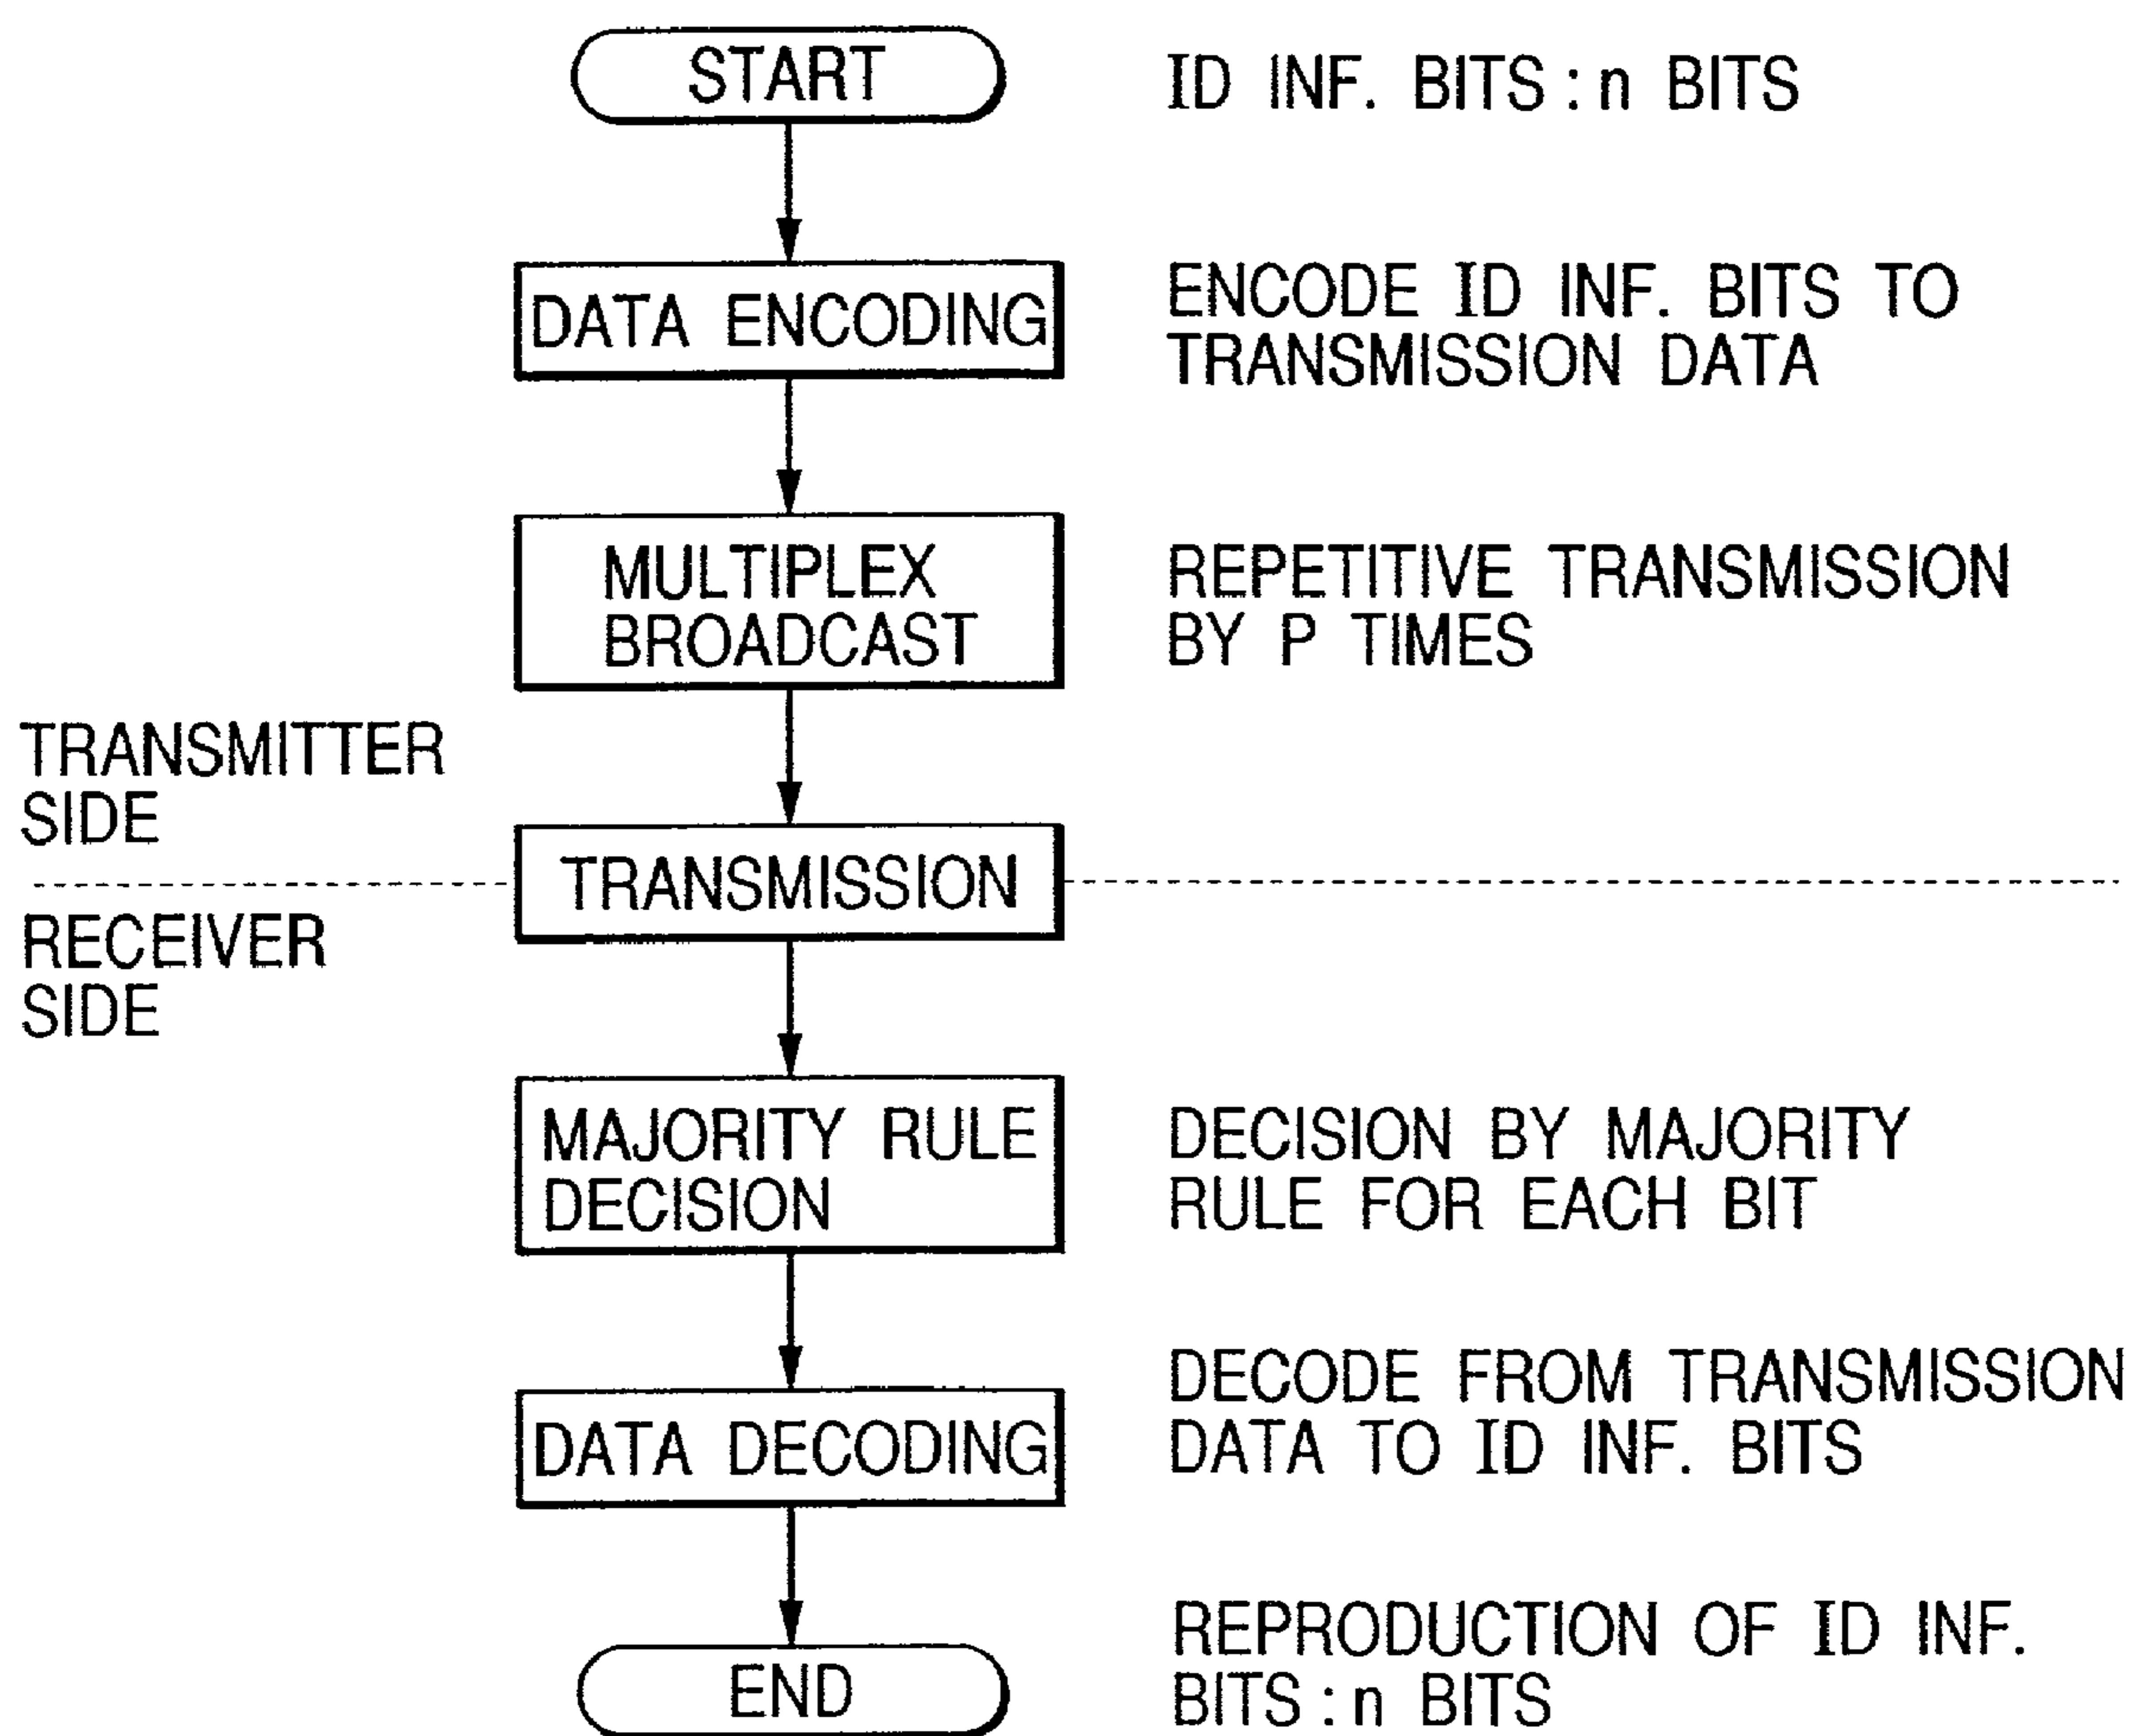 START
ID INF. BITS : n BITS
DATA ENCODING
ENCODE ID INF. BITS TO
TRANSMISSION DATA
MULTIPLEX
BROADCAST
REPETITIVE TRANSMISSION
BY P TIMES
TRANSMITTER
SIDE
TRANSMISSION
RECEIVER
SIDE
MAJORITY RULE
DECISION
DECISION BY MAJORITY
RULE FOR EACH BIT
DATA DECODING
DECODE FROM TRANSMISSION
DATA TO ID INF. BITS
END
REPRODUCTION OF ID INF.
BITS : n BITS